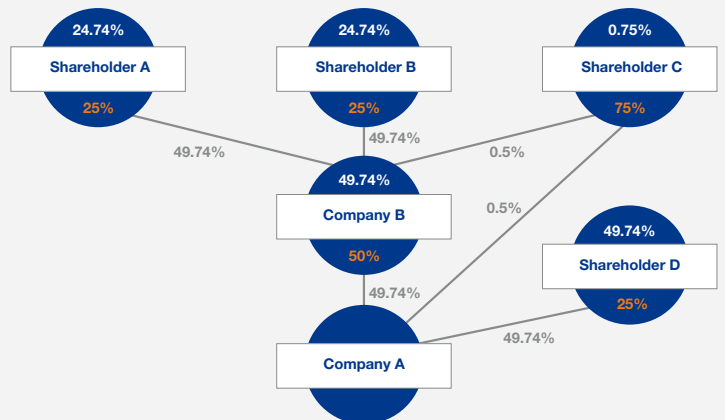 24.74%
Shareholder A
25%
24.74%
Shareholder B
25%
0.75%
Shareholder C
75%
49.74%
49.74%
0.5%
49.74%
Company B
50%
0.5%
49.74%
Shareholder D
25%
49.74%
49.74%
Company A